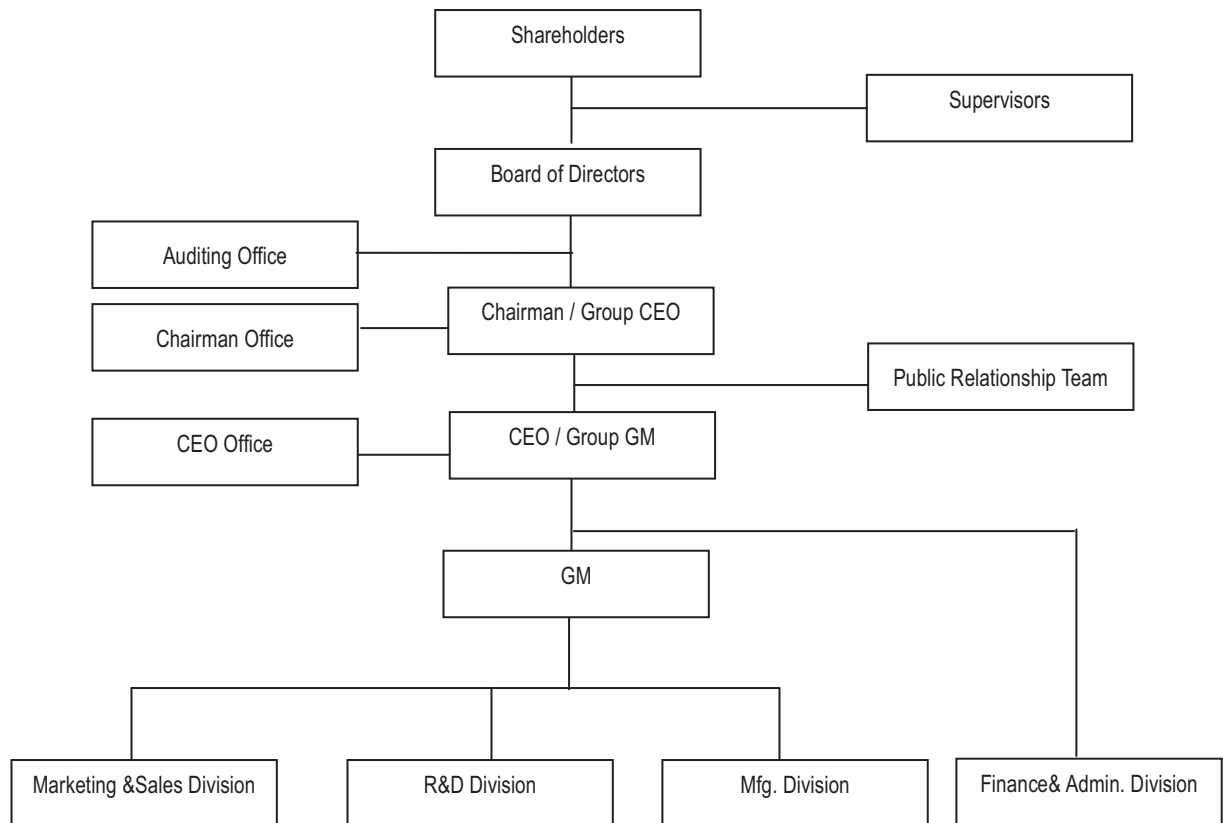 Shareholders
Supervisors
Board of Directors
Auditing Office
Chairman / Group CEO
Chairman Office
Public Relationship Team
CEO / Group GM
CEO Office
GM
Marketing &Sales Division
R&D Division
Mfg. Division
Finance& Admin. Division